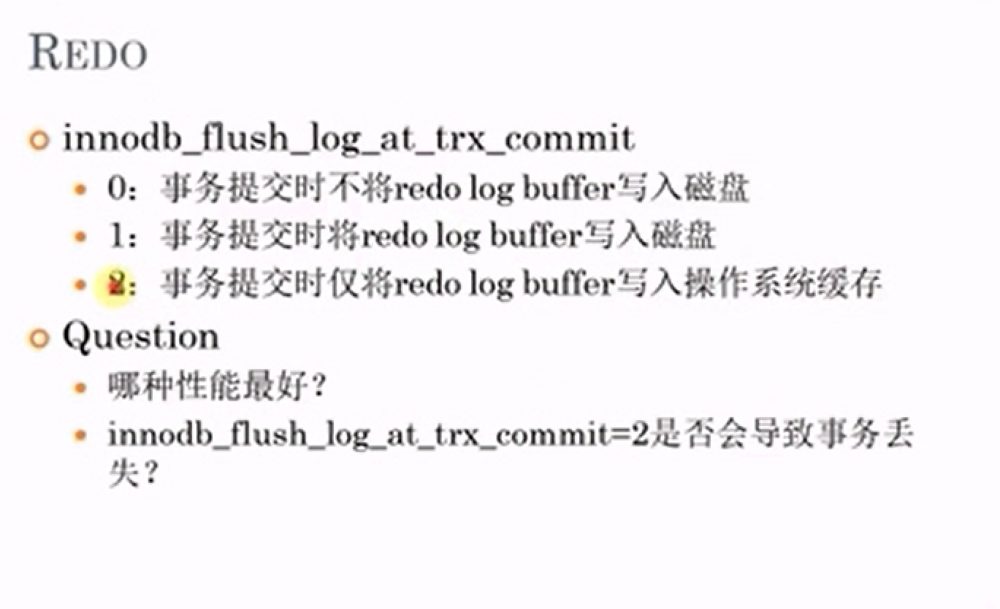 REDO
innodb_flush_log_at_trx_commit
0：事务提交时不将redo log buffer写入磁盘
1：事务提交时将redo log buffer写入磁盘
2：事务提交时仅将redo log buffer写入操作系统缓存
Question
哪种性能最好？
innodb_flush_log_at_trx_commit=2是否会导致事务丢
失？